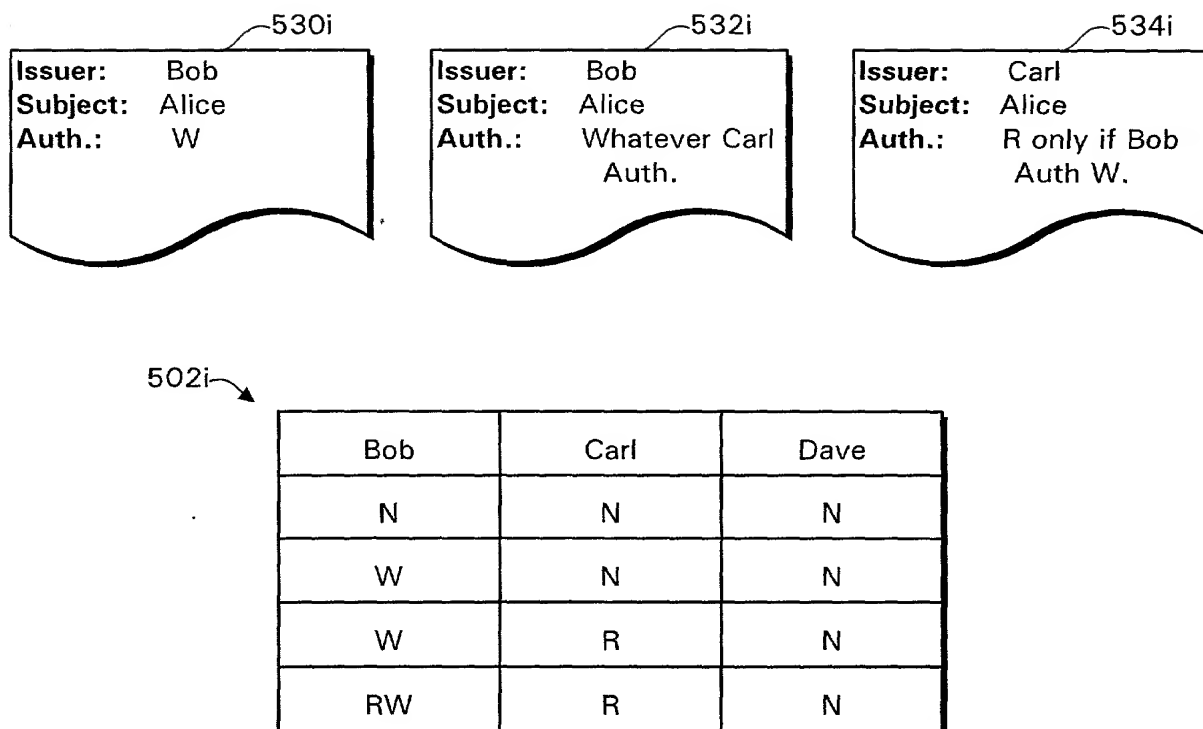 530i
Issuer: Bob
Subject: Alice
Auth.: W
532i
Issuer: Bob
Subject: Alice
Auth.: Whatever Carl
Auth.
534i
Issuer: Carl
Subject: Alice
Auth.: R only if Bob
Auth W.
502i
Bob Carl Dave
N N N
W N N
W R N
RW R N